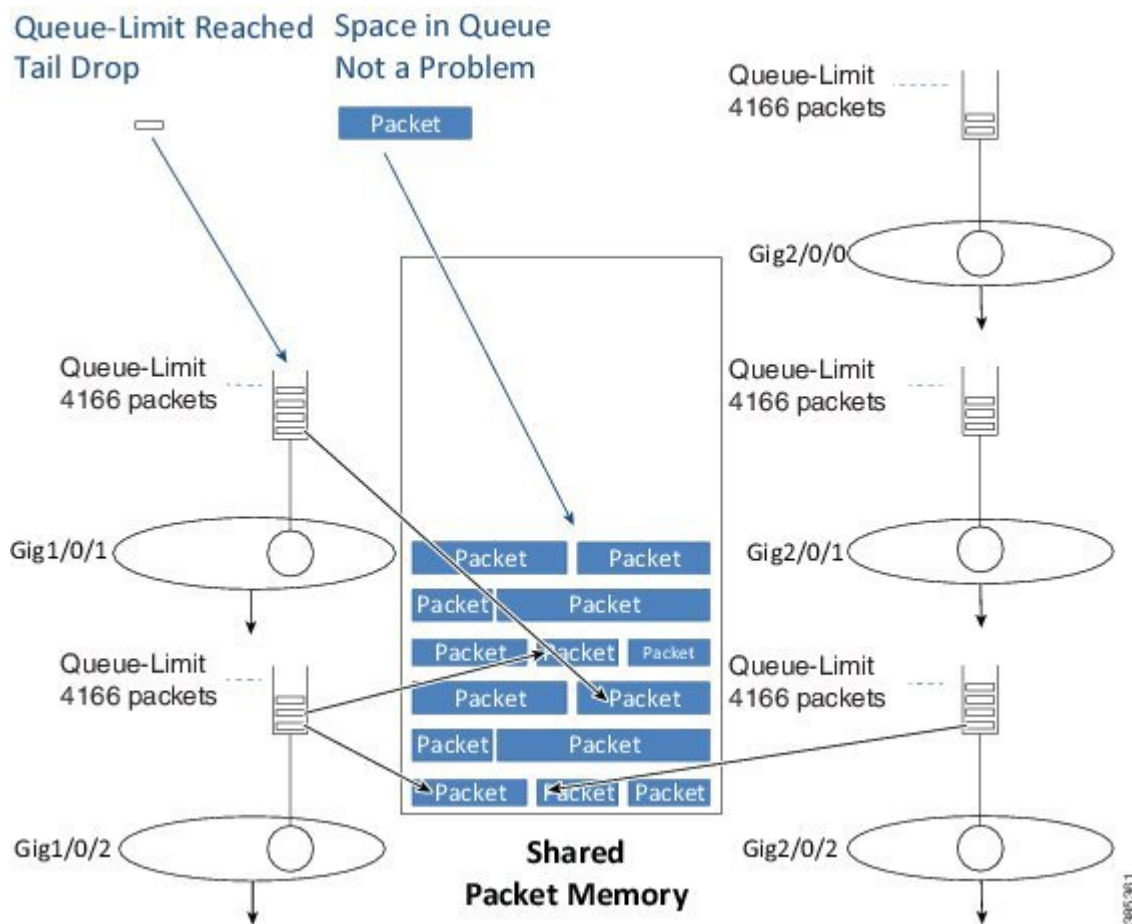 Queue-Limit Reached
Tail Drop
Space in Queue
Not a Problem
Packet
Queue-Limit
4166 packets
Gig2/0/0
Queue-Limit
4166 packets
Gig1/0/1
Queue-Limit
4166 packets
Gig2/0/1
Packet Packet
Packet Packet
Packet Packet Packet
Packet Packet
Packet Packet
Packet Packet Packet
Queue-Limit
4166 packets
Gig1/0/2
Queue-Limit
4166 packets
Gig2/0/2
Shared
Packet Memory
395361